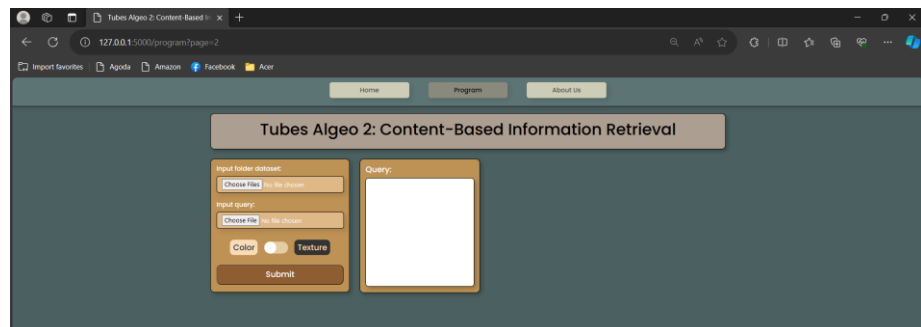 Tubes Algeo 2: Content-Based In
127.0.0.1:5000/program?page=2
Import favorites Agoda Amazon Facebook Acer
Home Program About Us
Tubes Algeo 2: Content-Based Information Retrieval
Input folder dataset:
Choose Files No file chosen
Input query:
Choose File No file chosen
Color Texture
Submit
Query: